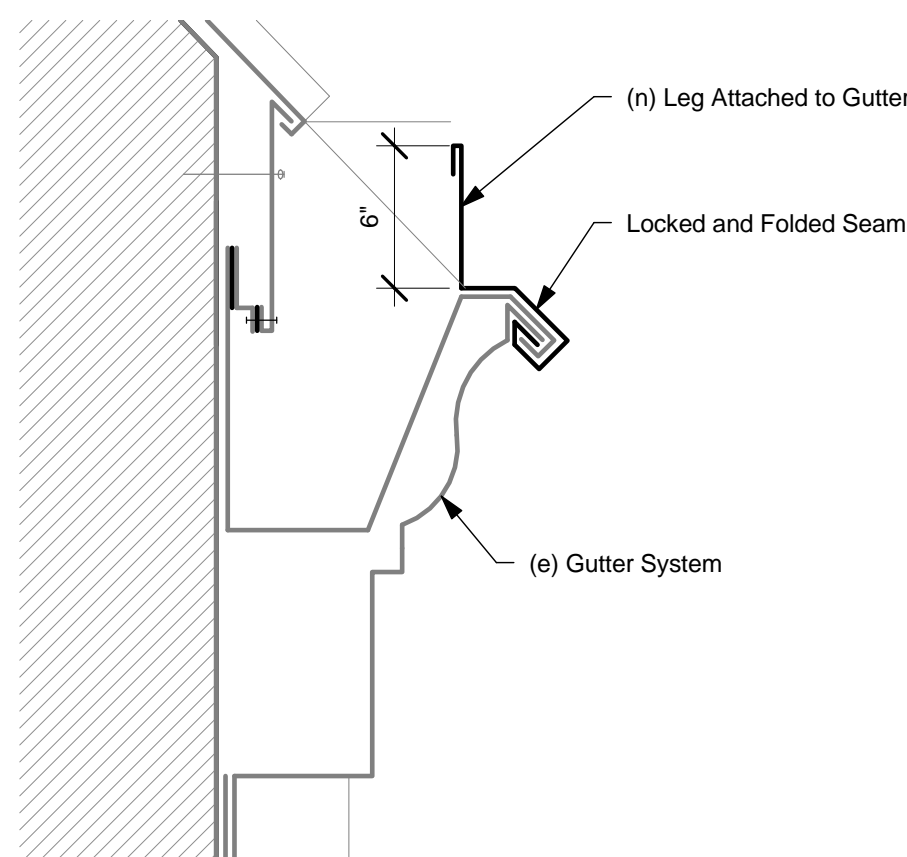 (n) Leg Attached to Gutter
6"
Locked and Folded Seam
(e) Gutter System